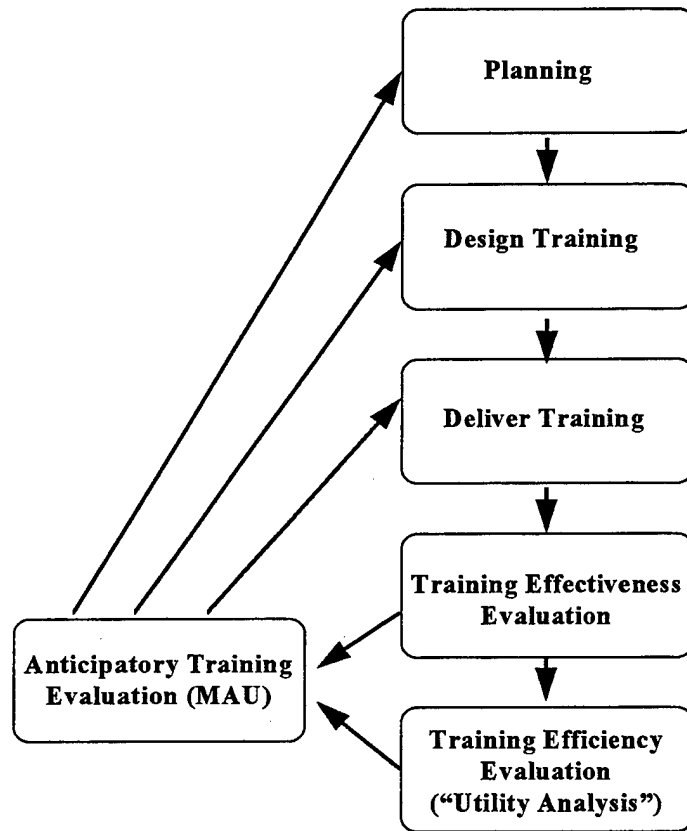 Planning
Design Training
Deliver Training
Training Effectiveness
Evaluation
Anticipatory Training
Evaluation (MAU)
Training Efficiency
Evaluation
(“Utility Analysis”)